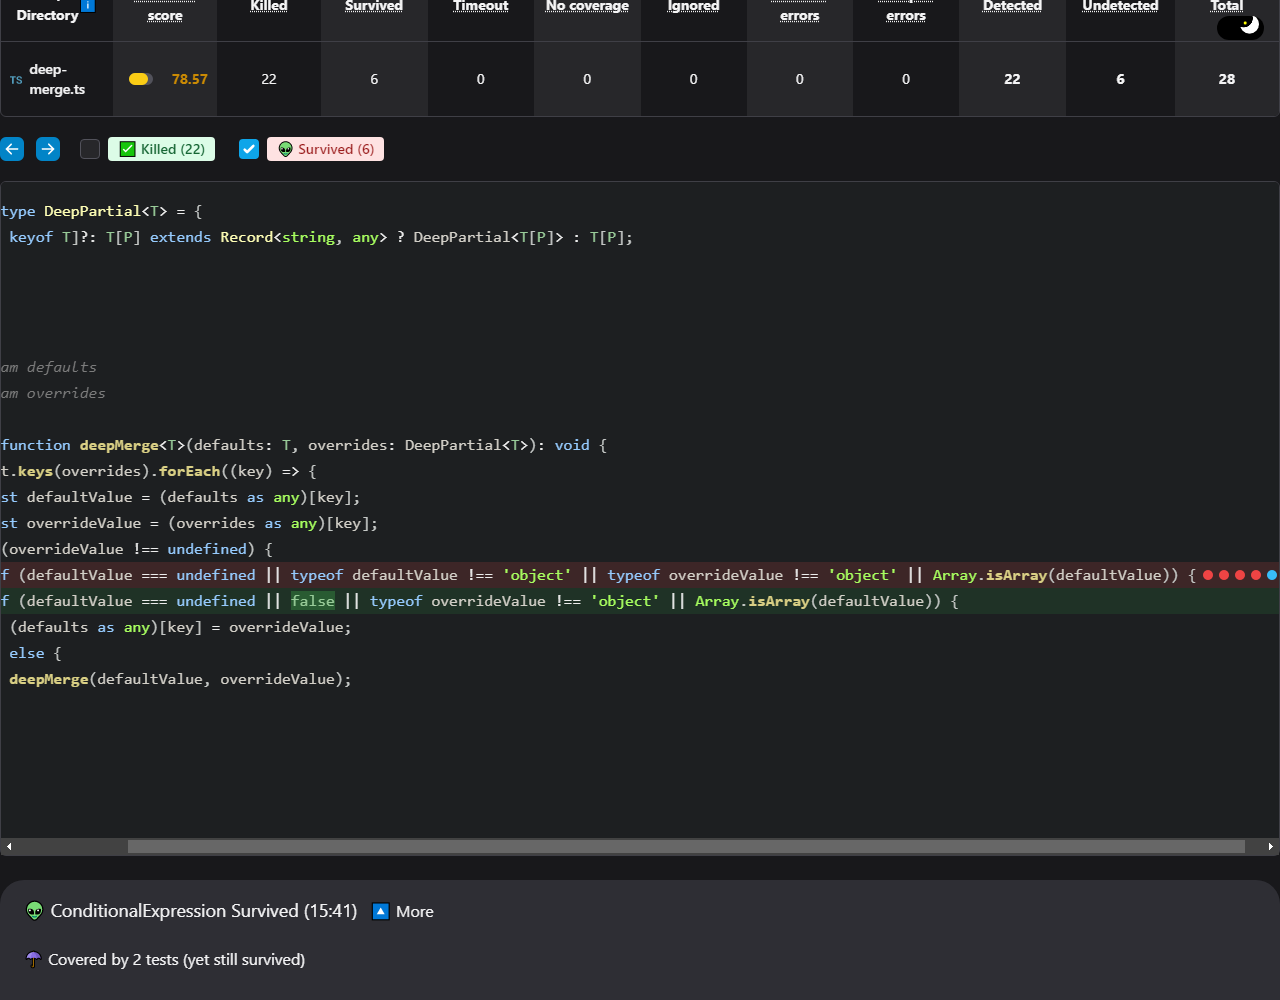 Directory i
score Killed Survived Timeout No coverage Ignored errors errors Detected Undetected Total
TS deep-merge.ts 78.57 22 6 0 0 0 0 0 22 6 28
Killed (22) Survived (6)
type DeepPartial<T> = {
keyof T]?: T[P] extends Record<string, any> ? DeepPartial<T[P]> : T[P];
am defaults
am overrides
function deepMerge<T>(defaults: T, overrides: DeepPartial<T>): void {
t.keys(overrides).forEach((key) => {
st defaultValue = (defaults as any)[key];
st overrideValue = (overrides as any)[key];
(overrideValue !== undefined) {
f (defaultValue === undefined || typeof defaultValue !== 'object' || typeof overrideValue !== 'object' || Array.isArray(defaultValue)) {
f (defaultValue === undefined || false || typeof overrideValue !== 'object' || Array.isArray(defaultValue)) {
(defaults as any)[key] = overrideValue;
else {
deepMerge(defaultValue, overrideValue);
ConditionalExpression Survived (15:41) More
Covered by 2 tests (yet still survived)